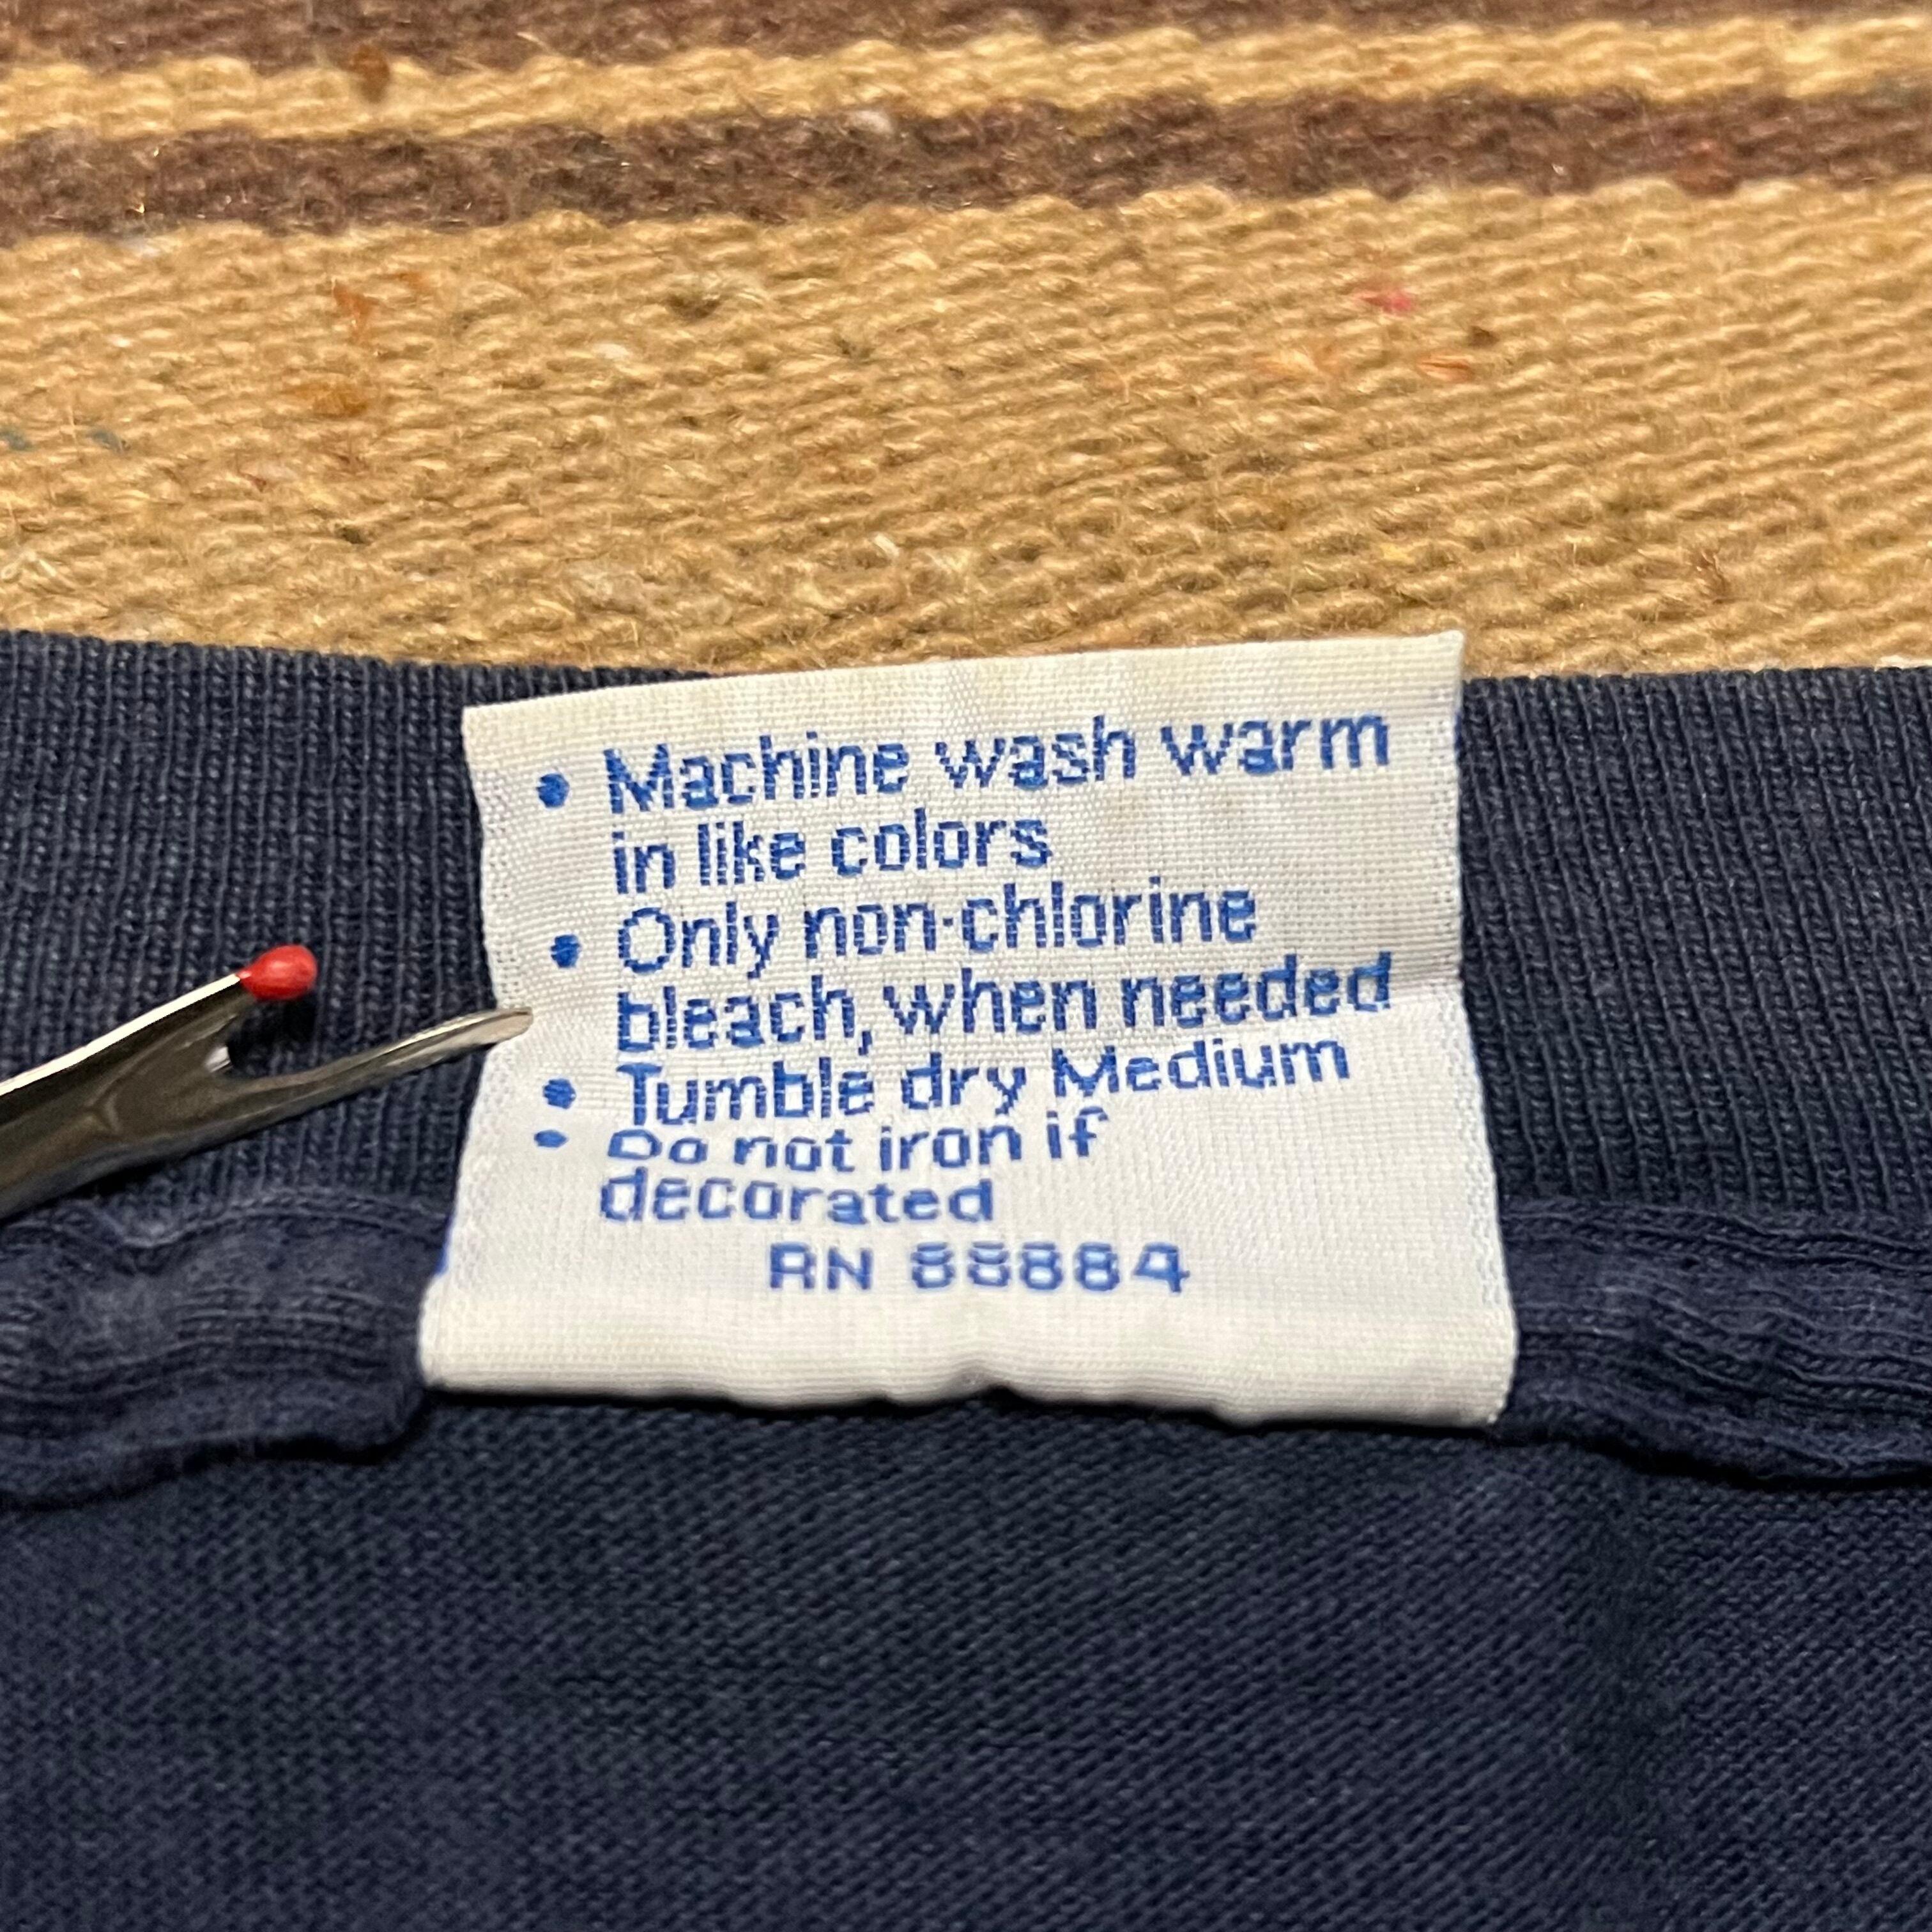 • Machine wash warm
in like colors
• Only non-chlorine
bleach, when needed
• Tumble dry Medium
• Do not iron if
decorated
RN 88884